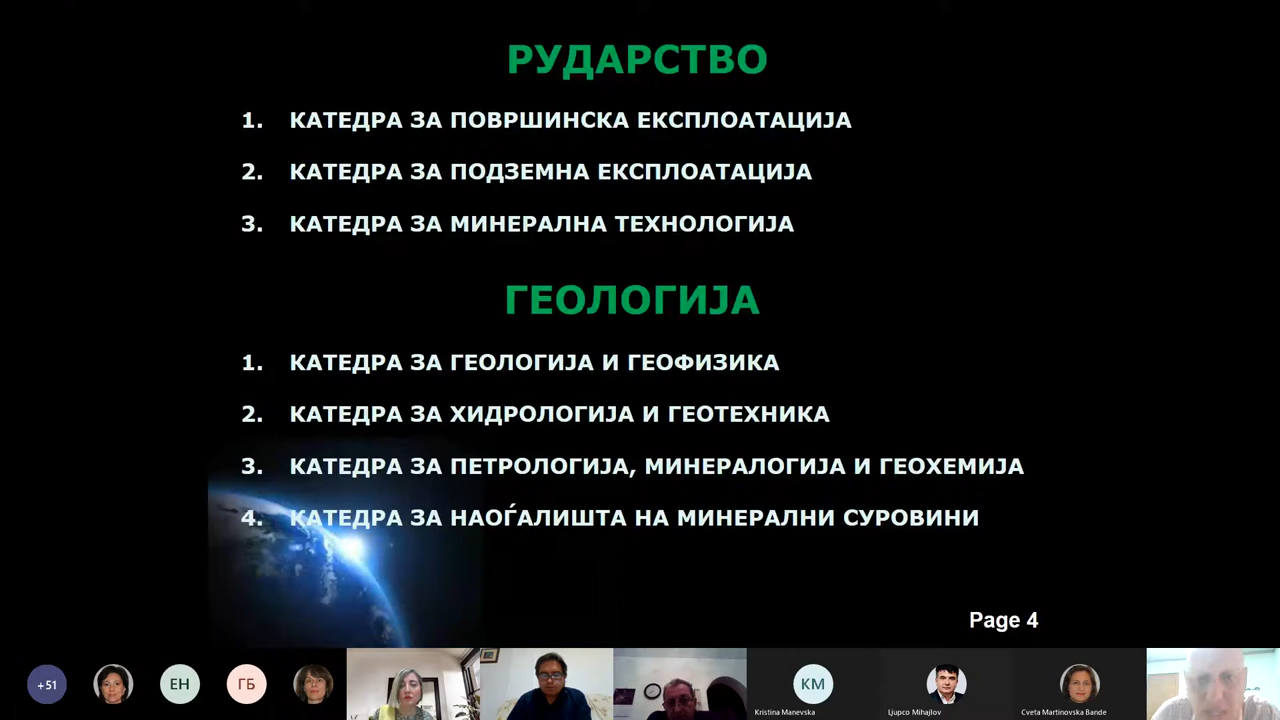 РУДАРСТВО
1. КАТЕДРА ЗА ПОВРШИНСКА ЕКСПЛОАТАЦИЈА
2. КАТЕДРА ЗА ПОДЗЕМНА ЕКСПЛОАТАЦИЈА
3. КАТЕДРА ЗА МИНЕРАЛНА ТЕХНОЛОГИЈА
ГЕОЛОГИЈА
1. КАТЕДРА ЗА ГЕОЛОГИЈА И ГЕОФИЗИКА
2. КАТЕДРА ЗА ХИДРОЛОГИЈА И ГЕОТЕХНИКА
3. КАТЕДРА ЗА ПЕТРОЛОГИЈА, МИНЕРАЛОГИЈА И ГЕОХЕМИЈА
4. КАТЕДРА ЗА НАОЃАЛИШТА НА МИНЕРАЛНИ СУРОВИНИ
Page 4
+51
ЕН
ГБ
KM
Kristina Manevska
Ljupco Mihajlov
Cveta Martinovska Bande